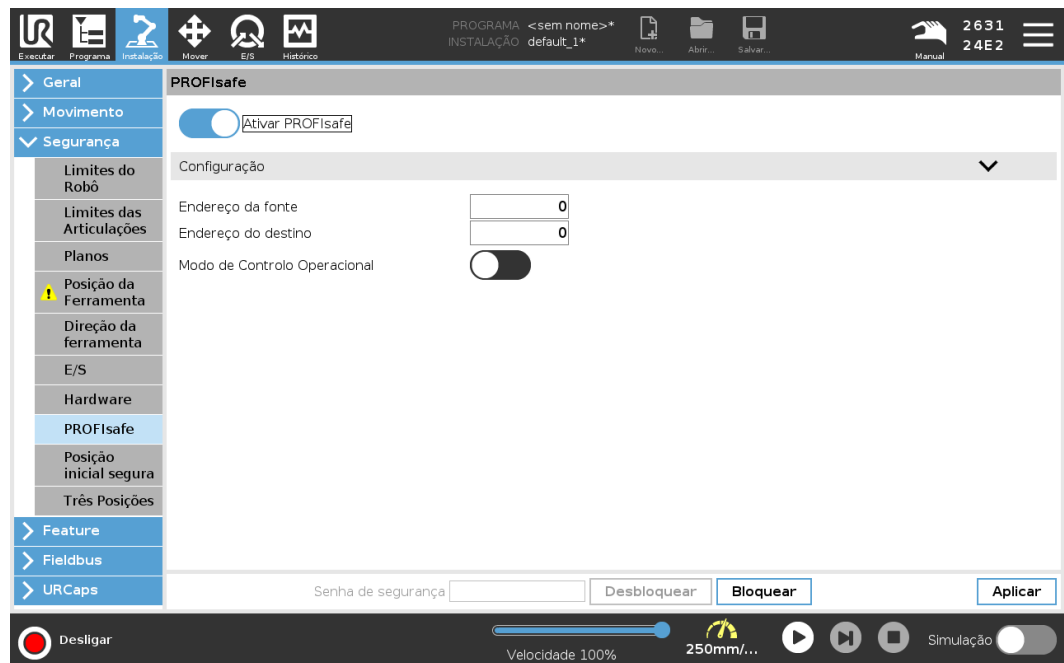 UR
PROGRAMA <sem nome>*
INSTALAÇÃO default_1*
2631
24E2
Executar Programa Instalação Mover E/S Histórico Novo... Abrir... Salvar... Manual
Geral
Movimento
Segurança
Limites do
Robô
Limites das
Articulações
Planos
Posição da
Ferramenta
Direção da
ferramenta
E/S
Hardware
PROFIsafe
Posição
inicial segura
Três Posições
Feature
Fieldbus
URCaps
PROFIsafe
Ativar PROFIsafe
Configuração
Endereço da fonte 0
Endereço do destino 0
Modo de Controlo Operacional
Senha de segurança Desbloquear Bloquear Aplicar
Desligar
Velocidade 100%
250mm/...
Simulação